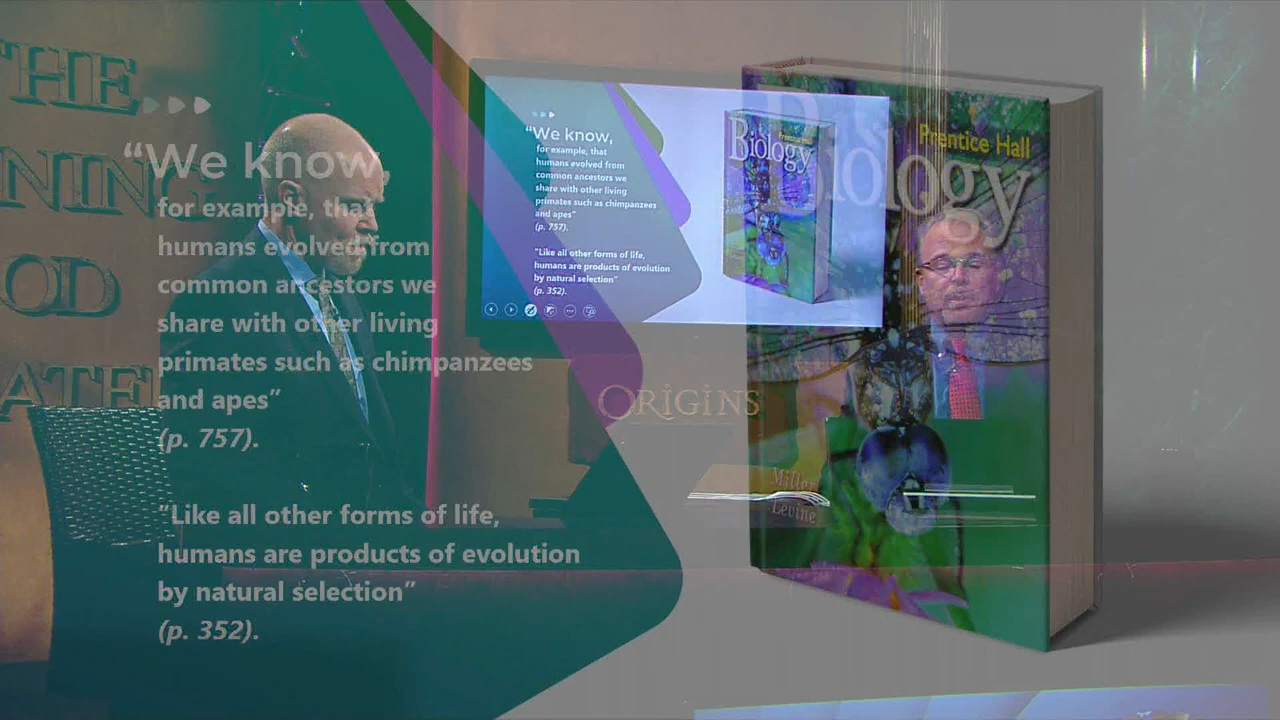 THE
NING
OD
ATE
“We know,
for example, that
humans evolved from
common ancestors we
share with other living
primates such as chimpanzees
and apes”
(p. 757).
“Like all other forms of life,
humans are products of evolution
by natural selection”
(p. 352).
“We know,
for example, that
humans evolved from
common ancestors we
share with other living
primates such as chimpanzees
and apes”
(p. 757).
“Like all other forms of life,
humans are products of evolution
by natural selection”
(p. 352).
Biology
ORIGINS
Prentice Hall
Biology
Miller
Levine